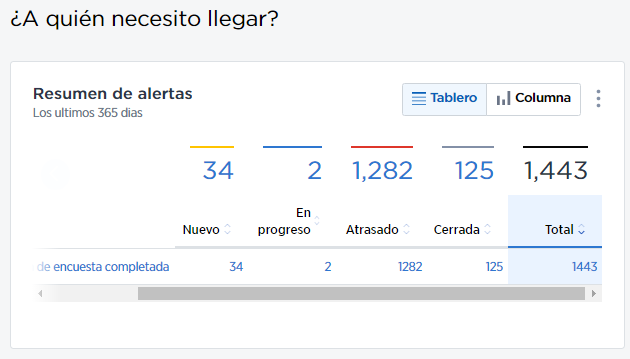 ¿A quién necesito llegar?
Resumen de alertas
Los ultimos 365 dias
Tablero
Columna
34 2 1,282 125 1,443
Nuevo En progreso Atrasado Cerrada Total
de encuesta completada 34 2 1282 125 1443